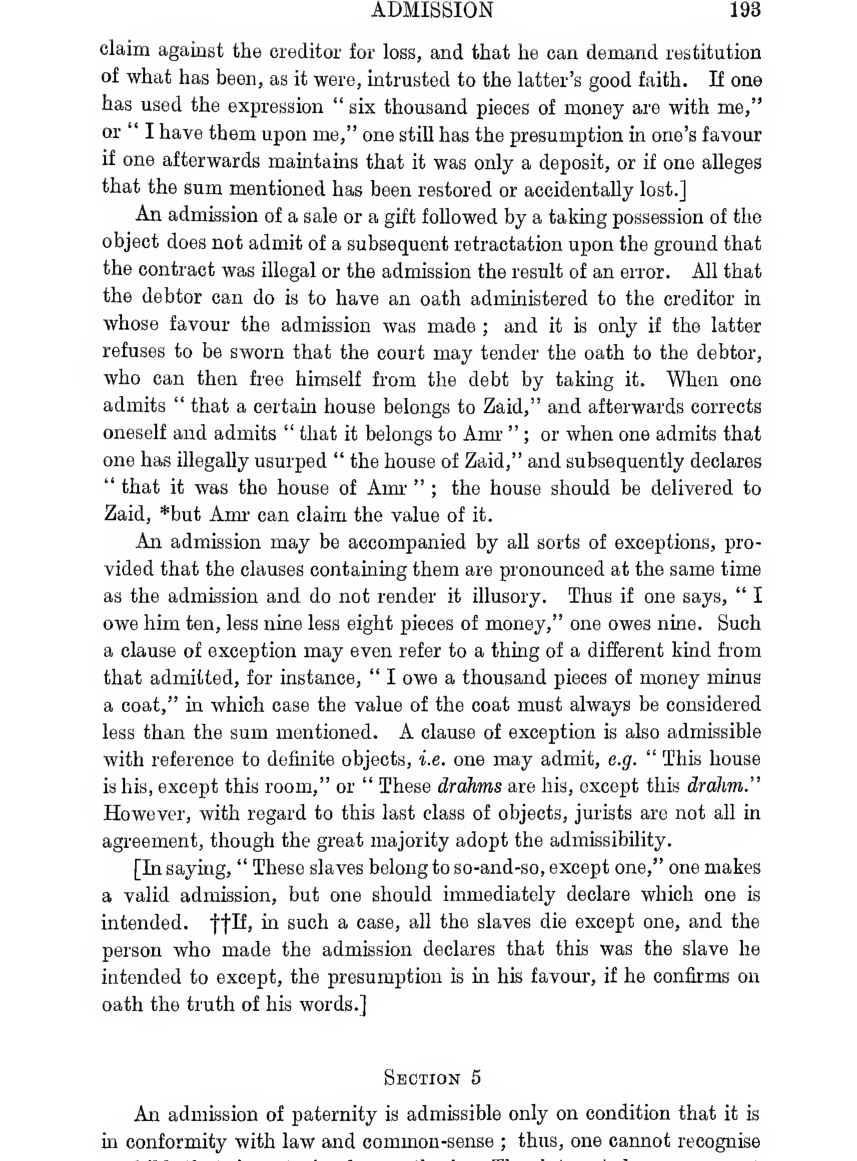 ADMISSION 193
claim against the creditor for loss, and that he can demand restitution
of what has been, as it were, intrusted to the latter's good faith. If one
has used the expression “ six thousand pieces of money are with me,”
or “ I have them upon me,” one still has the presumption in one's favour
if one afterwards maintains that it was only a deposit, or if one alleges
that the sum mentioned has been restored or accidentally lost.]
An admission of a sale or a gift followed by a taking possession of the
object does not admit of a subsequent retractation upon the ground that
the contract was illegal or the admission the result of an error. All that
the debtor can do is to have an oath administered to the creditor in
whose favour the admission was made ; and it is only if the latter
refuses to be sworn that the court may tender the oath to the debtor,
who can then free himself from the debt by taking it. When one
admits “ that a certain house belongs to Zaid,” and afterwards corrects
oneself and admits “ that it belongs to Amr ” ; or when one admits that
one has illegally usurped “ the house of Zaid,” and subsequently declares
“ that it was the house of Amr ” ; the house should be delivered to
Zaid, *but Amr can claim the value of it.
An admission may be accompanied by all sorts of exceptions, pro-
vided that the clauses containing them are pronounced at the same time
as the admission and do not render it illusory. Thus if one says, “ I
owe him ten, less nine less eight pieces of money,” one owes nine. Such
a clause of exception may even refer to a thing of a different kind from
that admitted, for instance, “ I owe a thousand pieces of money minus
a coat,” in which case the value of the coat must always be considered
less than the sum mentioned. A clause of exception is also admissible
with reference to definite objects, i.e. one may admit, e.g. “ This house
is his, except this room,” or “ These drahms are his, except this drahm.”
However, with regard to this last class of objects, jurists are not all in
agreement, though the great majority adopt the admissibility.
[In saying, “ These slaves belong to so-and-so, except one,” one makes
a valid admission, but one should immediately declare which one is
intended. ††If, in such a case, all the slaves die except one, and the
person who made the admission declares that this was the slave he
intended to except, the presumption is in his favour, if he confirms on
oath the truth of his words.]
SECTION 5
An admission of paternity is admissible only on condition that it is
in conformity with law and common-sense ; thus, one cannot recognise